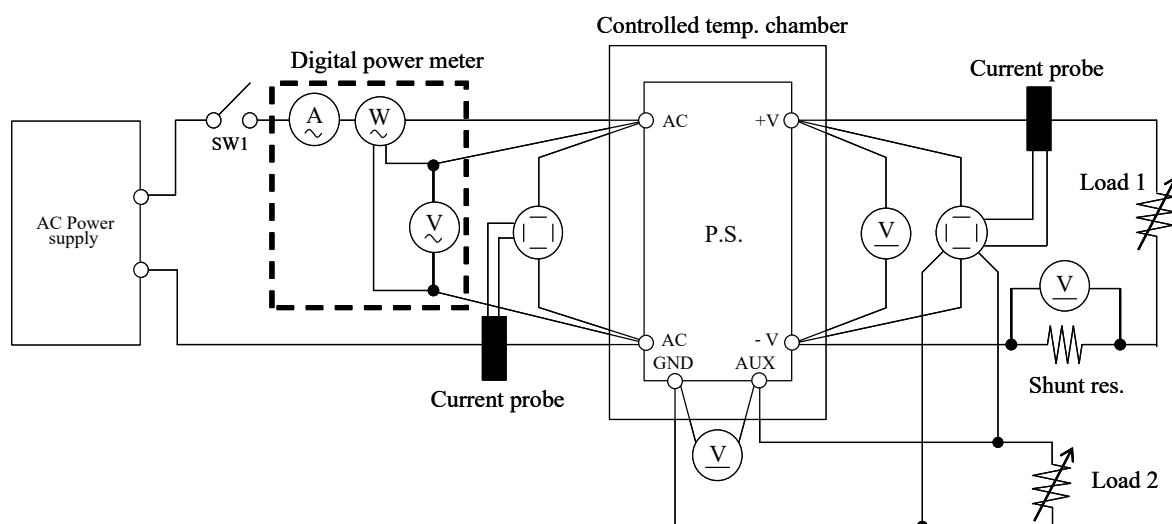 Controlled temp. chamber
Digital power meter
Current probe
A
W
SW1
AC
+V
Load 1
AC Power
supply
V
P.S.
V
V
AC
- V
GND
AUX
Shunt res.
Current probe
V
Load 2